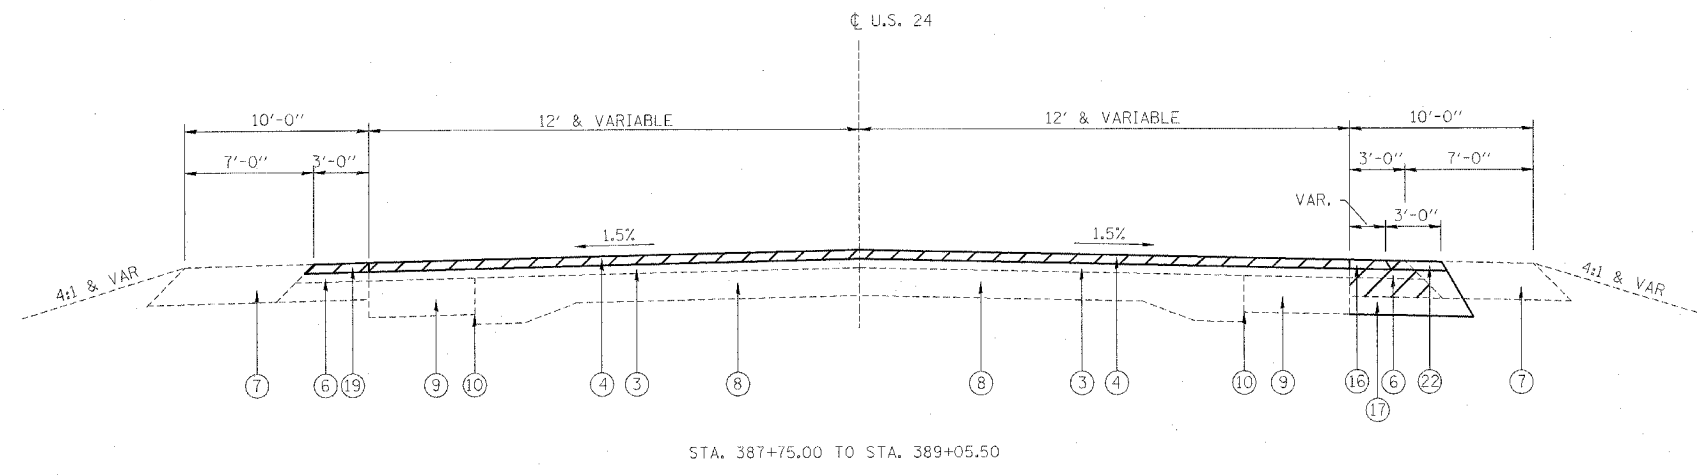 ℄ U.S. 24
10'-0" 12' & VARIABLE 12' & VARIABLE 10'-0"
7'-0" 3'-0" 3'-0" 7'-0"
VAR. 3'-0"
1.5% 1.5%
4:1 & VAR 4:1 & VAR
7 6 19 9 10 4 3 8 8 3 4 10 9 16 6 22 7
17
STA. 387+75.00 TO STA. 389+05.50